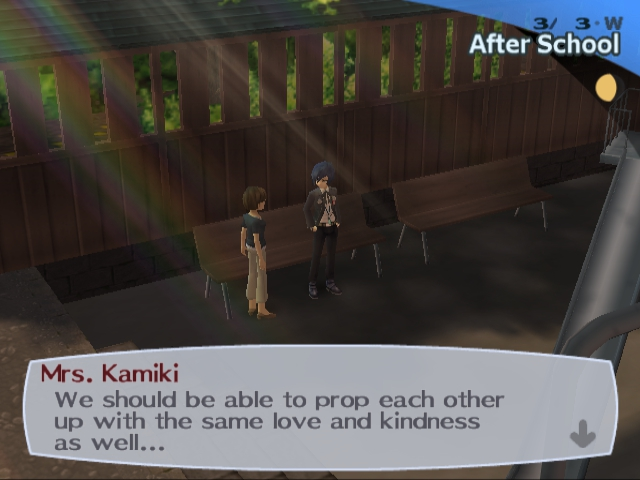 3/ 3·W
After School
Mrs. Kamiki
We should be able to prop each other
up with the same love and kindness
as well...